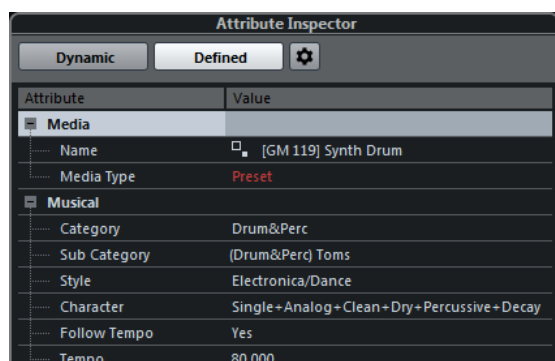 Attribute Inspector
Dynamic Defined
Attribute Value
Media
Name [GM 119] Synth Drum
Media Type Preset
Musical
Category Drum&Perc
Sub Category (Drum&Perc) Toms
Style Electronica/Dance
Character Single+Analog+Clean+Dry+Percussive+Decay
Follow Tempo Yes
Tempo 80.000